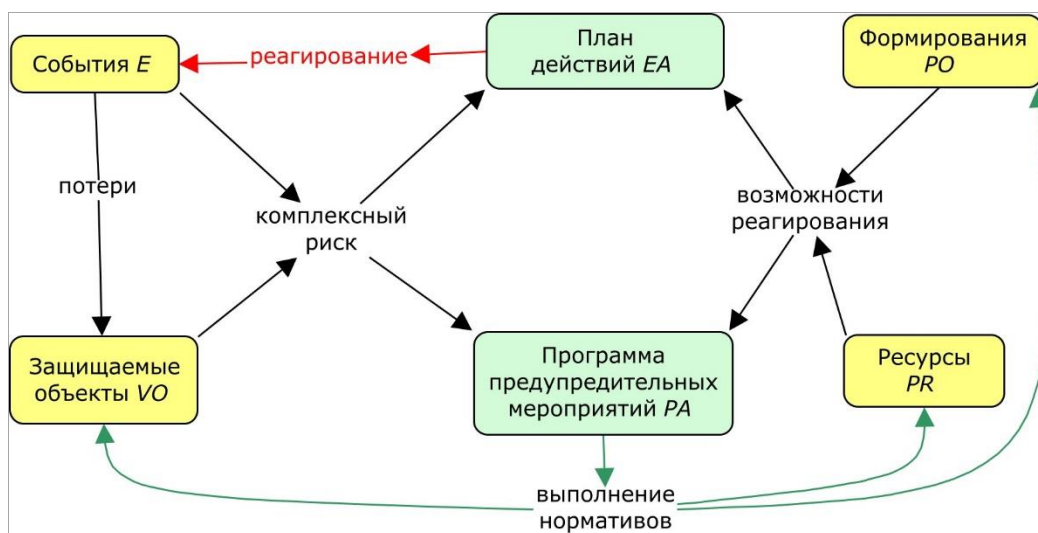 События E
реагирование
План
действий EA
Формирования
PO
потери
комплексный
риск
возможности
реагирования
Защищаемые
объекты VO
Программа
предупредительных
мероприятий PA
Ресурсы
PR
выполнение
нормативов